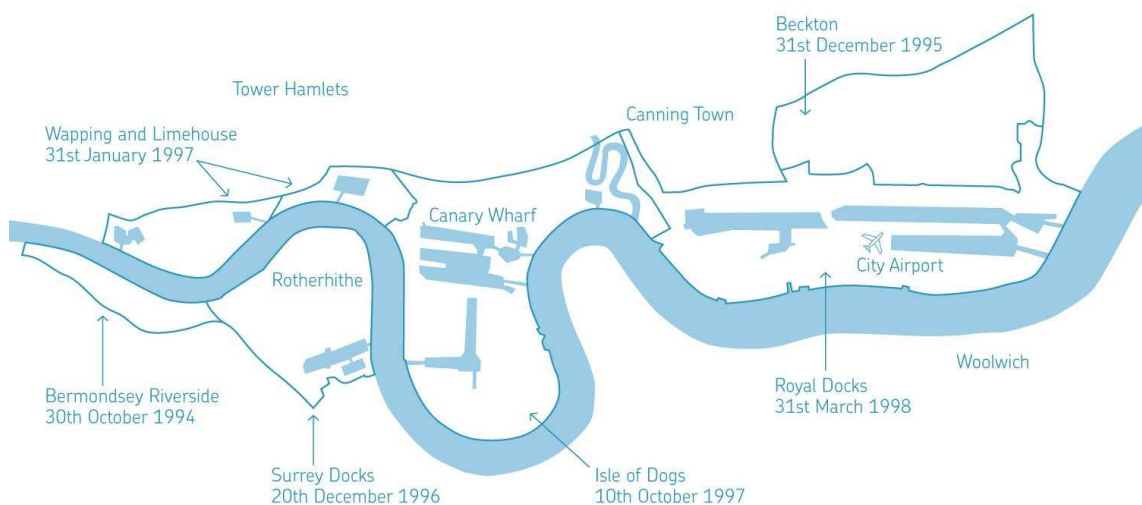 Beckton
31st December 1995
Tower Hamlets
Canning Town
Wapping and Limehouse
31st January 1997
Canary Wharf
Rotherhithe
City Airport
Woolwich
Bermondsey Riverside
30th October 1994
Royal Docks
31st March 1998
Surrey Docks
20th December 1996
Isle of Dogs
10th October 1997